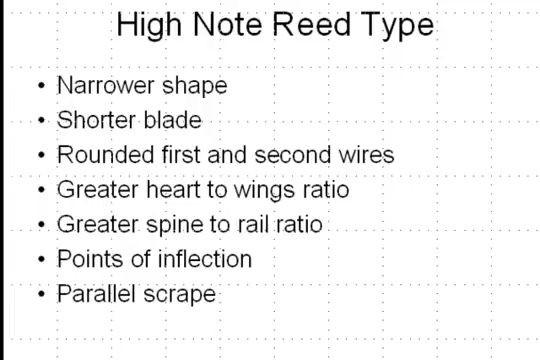 High Note Reed Type
• Narrower shape
• Shorter blade
• Rounded first and second wires
• Greater heart to wings ratio
• Greater spine to rail ratio
• Points of inflection
• Parallel scrape